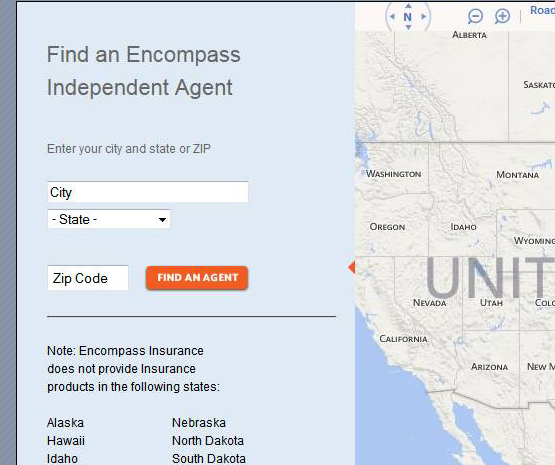 Find an Encompass
Independent Agent
Enter your city and state or ZIP
City
- State -
Zip Code
FIND AN AGENT
Note: Encompass Insurance
does not provide Insurance
products in the following states:
Alaska Nebraska
Hawaii North Dakota
Idaho South Dakota
N
Road
ALBERTA
SASKAT
WASHINGTON
MONTANA
OREGON
IDAHO
WYOMING
UNIT
NEVADA
UTAH
COLO
CALIFORNIA
ARIZONA
NEW M